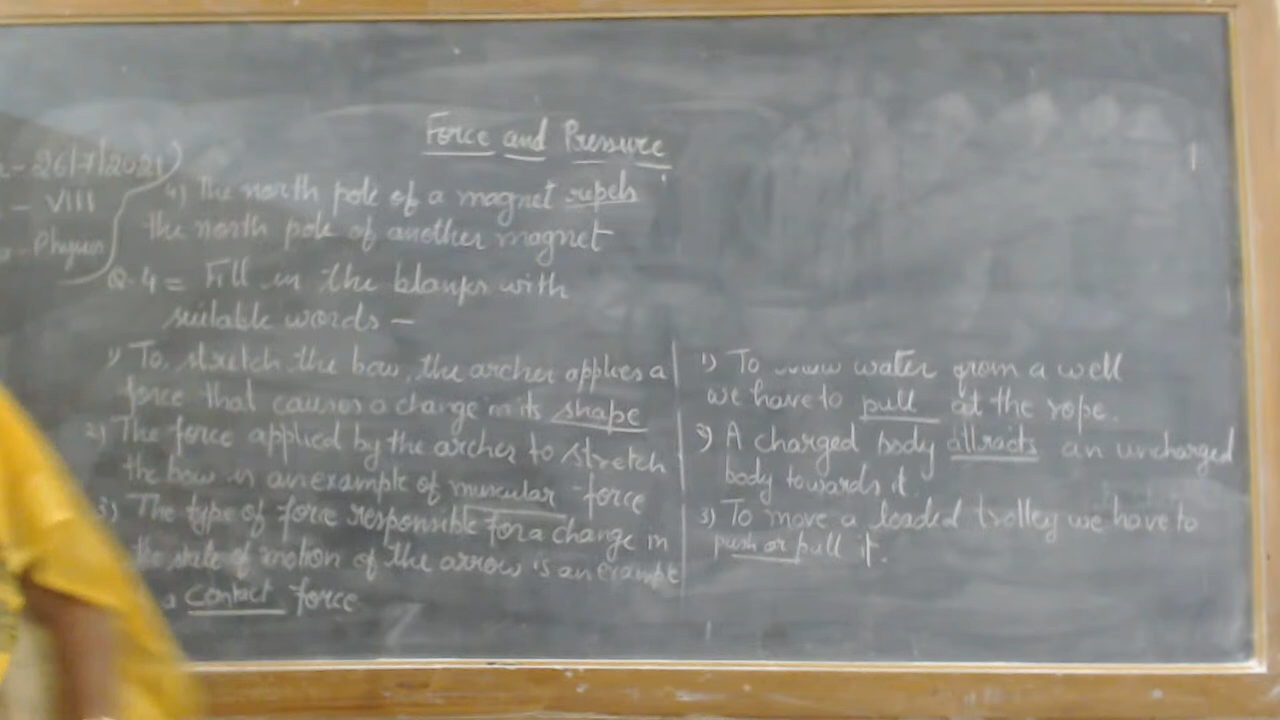 Force and Pressure
26/7/2021
VIII
4) The north pole of a magnet repels
the north pole of another magnet
Q.4 = Fill in the blanks with
suitable words –
1) To stretch the bow, the archer applies a
force that causes a change in its shape
2) The force applied by the archer to stretch
the bow is an example of muscular force
3) The type of force responsible for a change in
the state of motion of the arrow is an example
a contact force
1) To water from a well
we have to pull at the rope.
2) A charged body attracts an uncharged
body towards it.
3) To move a loaded trolley we have to
push or pull it.